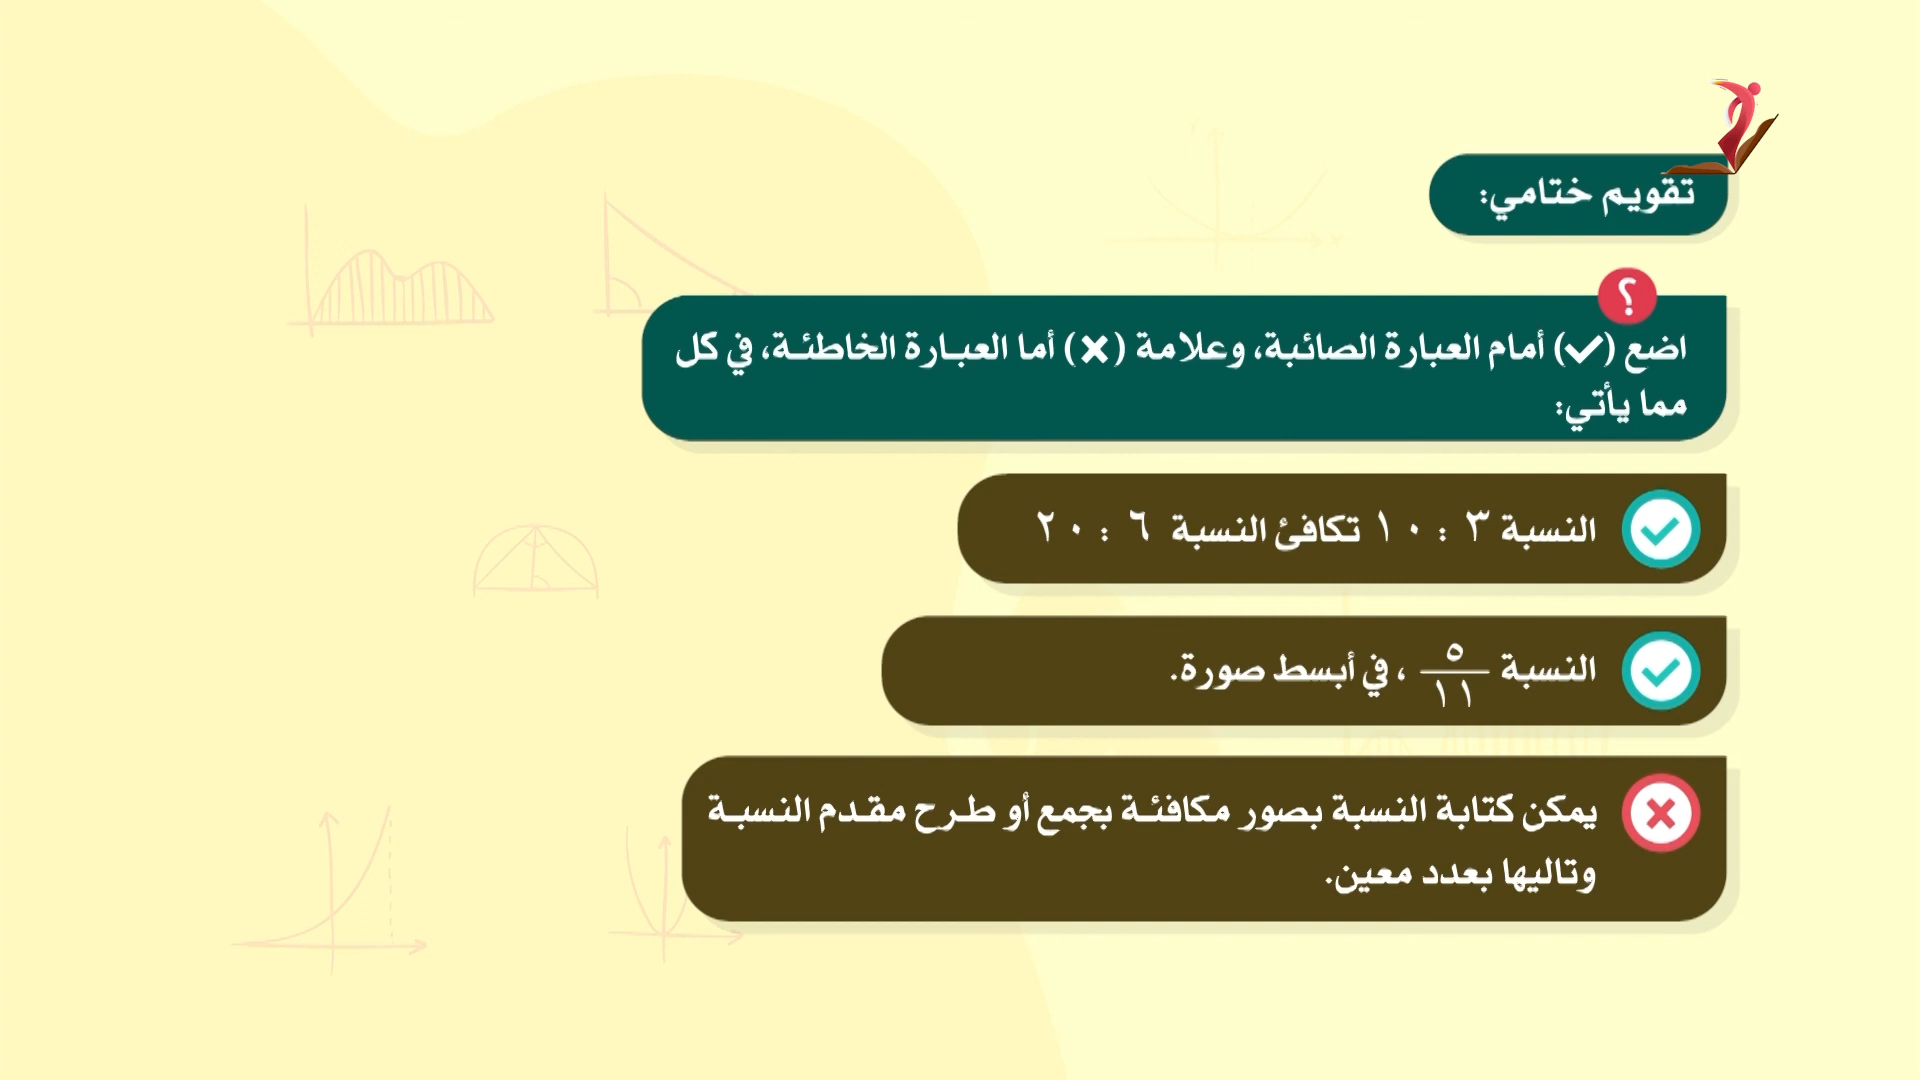 تقويم ختامي:
؟
اضع (✓) أمام العبارة الصائبة، وعلامة (✗) أما العبـارة الخاطئـة، في كل
مما يأتي:
النسبة ٣ : ١٠ تكافئ النسبة ٦ : ٢٠
النسبة ٥/١١ ، في أبسط صورة.
يمكن كتابة النسبة بصور مكافئـة بجمع أو طـرح مقـدم النسبـة
وتاليها بعدد معين.